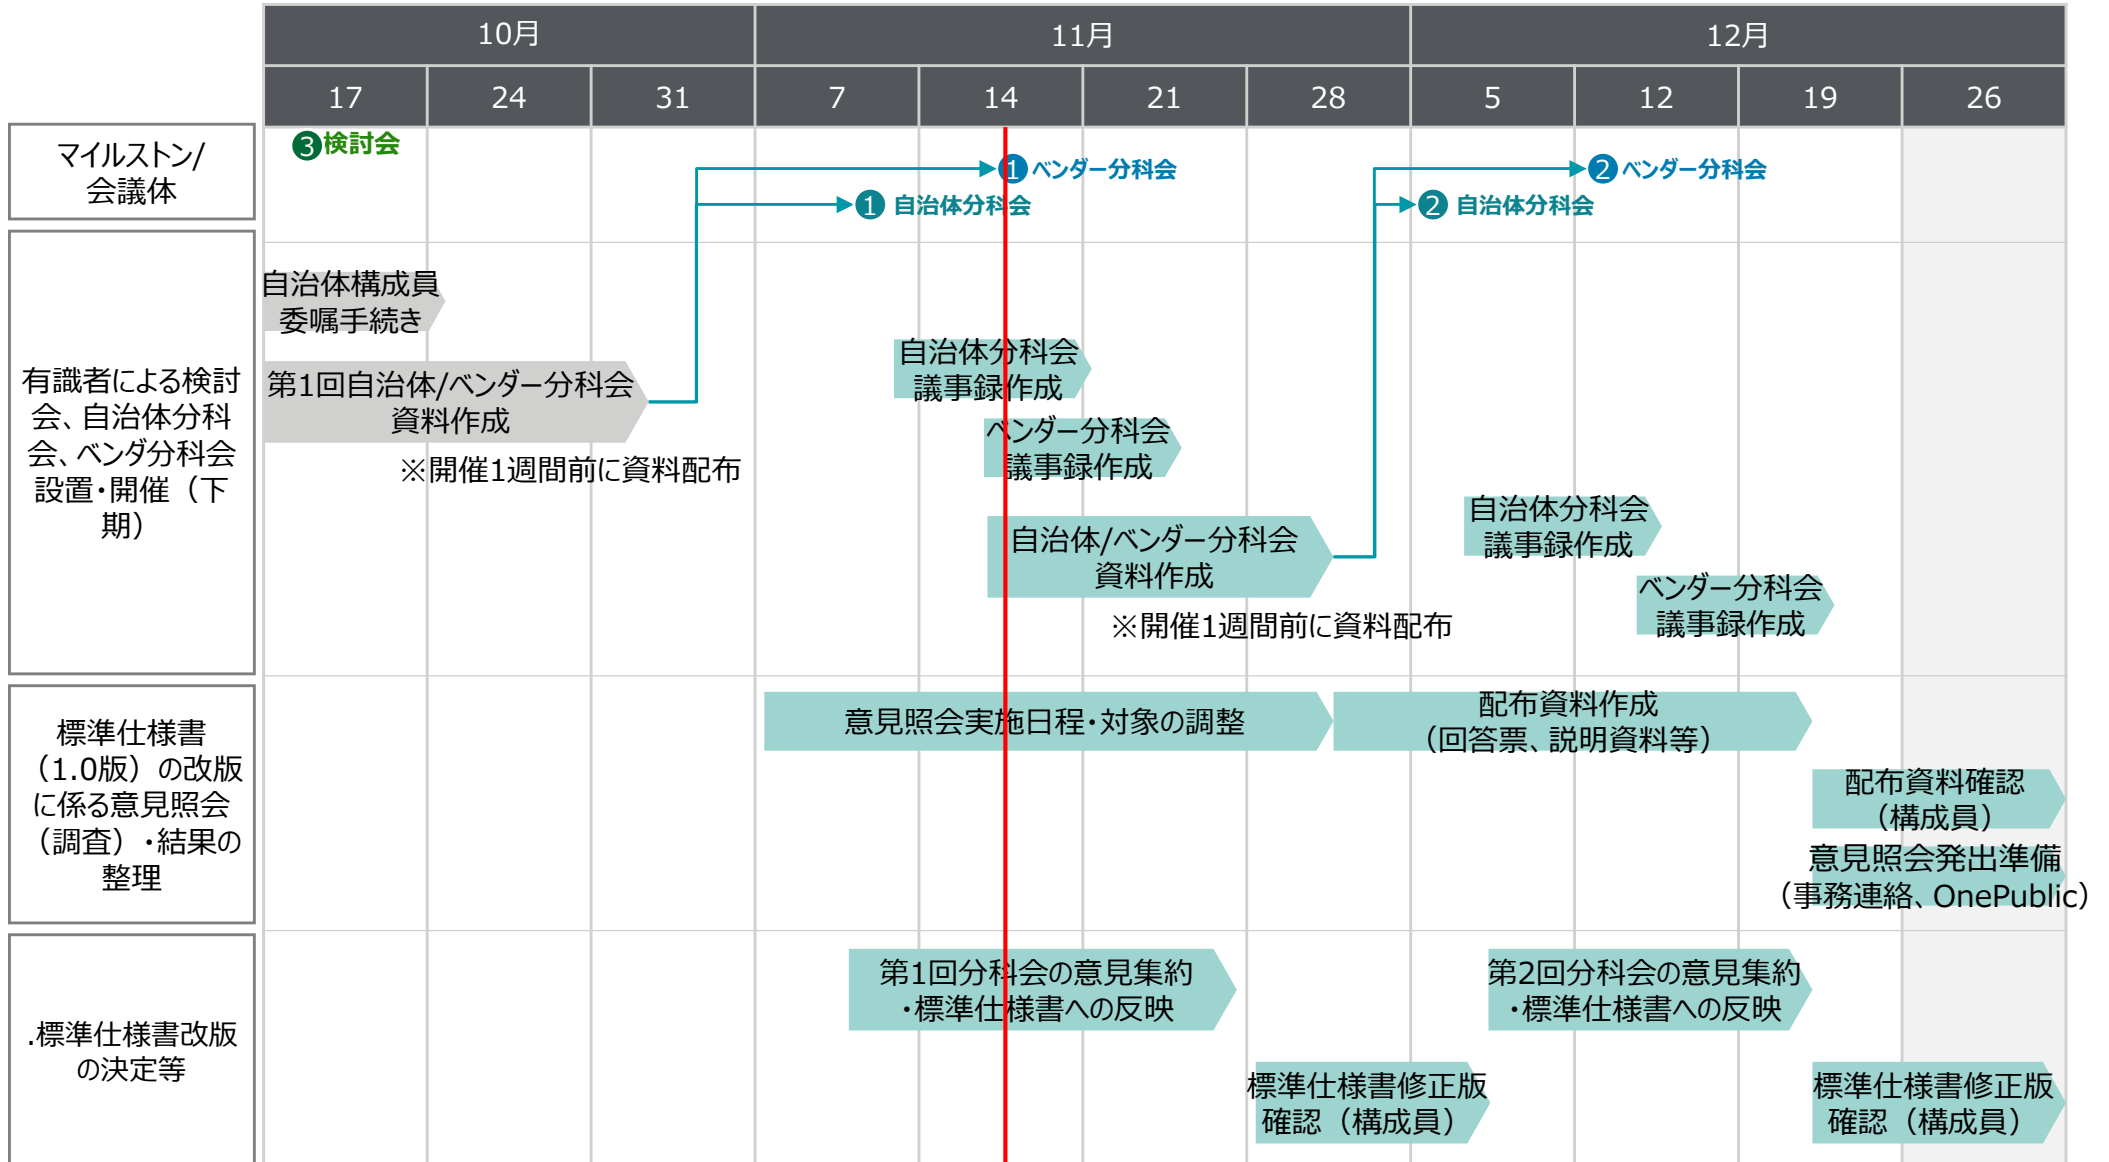 10月
11月
12月
17
24
31
7
14
21
28
5
12
19
26
マイルストン/
会議体
3検討会
1 ベンダー分科会
1 自治体分科会
2 ベンダー分科会
2 自治体分科会
有識者による検討
会、自治体分科
会、ベンダ分科会
設置・開催（下
期）
自治体構成員
委嘱手続き
第1回自治体/ベンダー分科会
資料作成
※開催1週間前に資料配布
自治体分科会
議事録作成
ベンダー分科会
議事録作成
自治体/ベンダー分科会
資料作成
※開催1週間前に資料配布
自治体分科会
議事録作成
ベンダー分科会
議事録作成
標準仕様書
（1.0版）の改版
に係る意見照会
（調査）・結果の
整理
意見照会実施日程・対象の調整
配布資料作成
（回答票、説明資料等）
配布資料確認
（構成員）
意見照会発出準備
（事務連絡、OnePublic）
.標準仕様書改版
の決定等
第1回分科会の意見集約
・標準仕様書への反映
標準仕様書修正版
確認（構成員）
第2回分科会の意見集約
・標準仕様書への反映
標準仕様書修正版
確認（構成員）